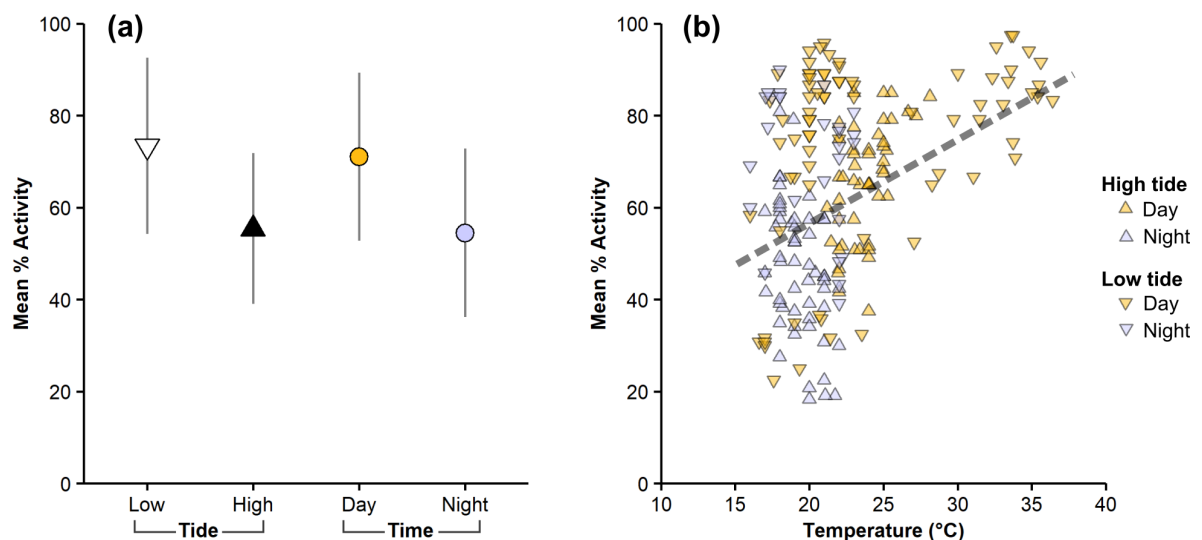 (a)
Mean % Activity
100
80
60
40
20
0
Low High Day Night
Tide Time
(b)
Mean % Activity
100
80
60
40
20
0
10 15 20 25 30 35 40
Temperature (°C)
High tide
Day
Night
Low tide
Day
Night